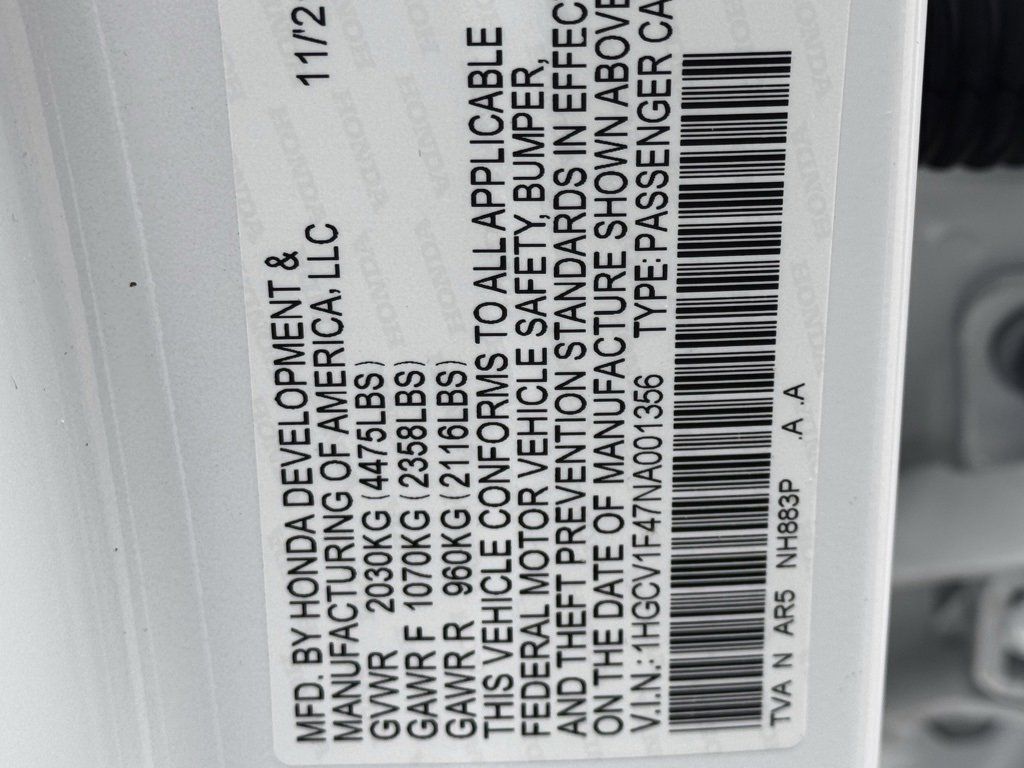 MFD. BY HONDA DEVELOPMENT &
MANUFACTURING OF AMERICA, LLC 11/'2
GVWR 2030KG (4475LBS)
GAWR F 1070KG (2358LBS)
GAWR R 960KG (2116LBS)
THIS VEHICLE CONFORMS TO ALL APPLICABLE
FEDERAL MOTOR VEHICLE SAFETY, BUMPER,
AND THEFT PREVENTION STANDARDS IN EFFECT
ON THE DATE OF MANUFACTURE SHOWN ABOVE
V.I.N.: 1HGCV1F47NA001356 TYPE: PASSENGER CA
TVA N AR5 NH883P .A .A